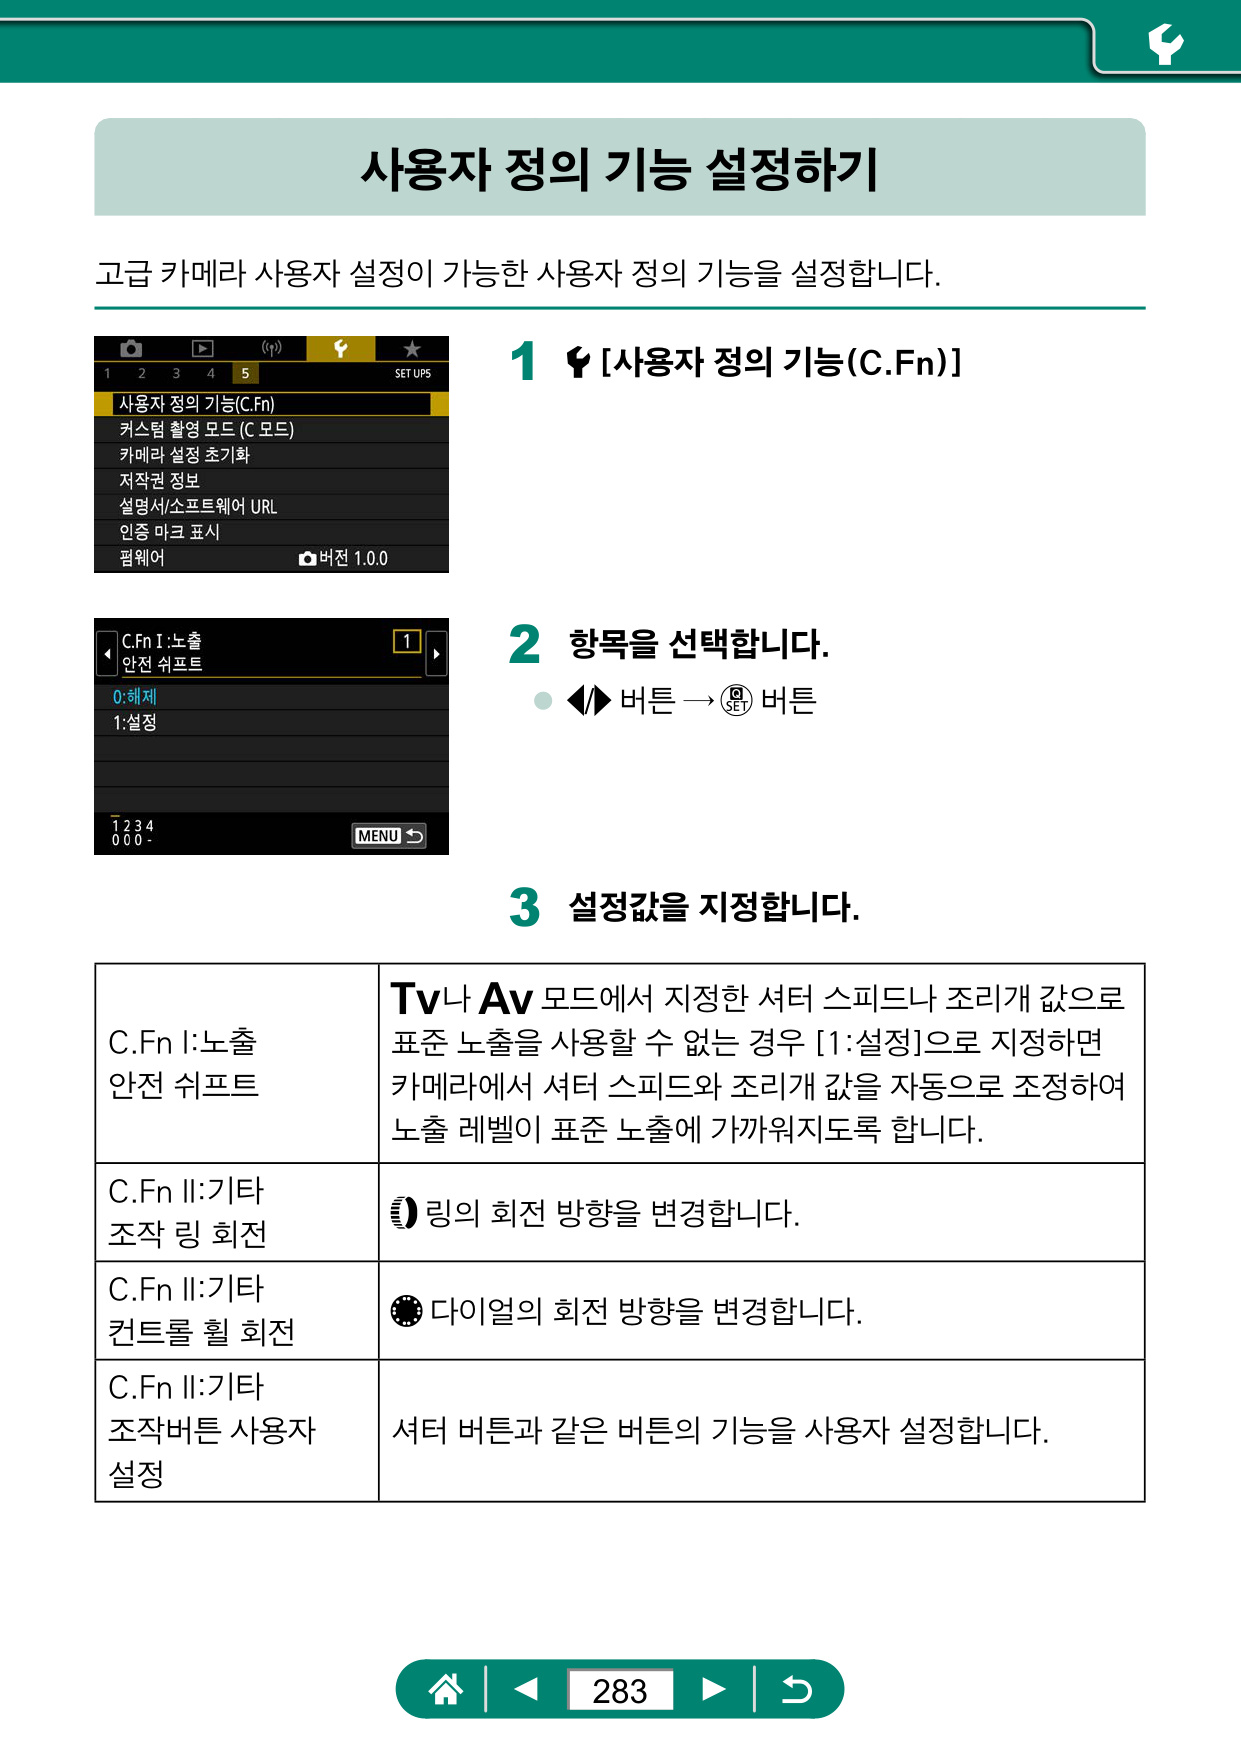 사용자 정의 기능 설정하기
고급 카메라 사용자 설정이 가능한 사용자 정의 기능을 설정합니다.
1 2 3 4 5 SET UP5
사용자 정의 기능(C.Fn)
커스텀 촬영 모드 (C 모드)
카메라 설정 초기화
저작권 정보
설명서/소프트웨어 URL
인증 마크 표시
펌웨어 버전 1.0.0
1 [사용자 정의 기능(C.Fn)]
C.Fn I :노출 1
안전 쉬프트
0:해제
1:설정
1 2 3 4
0 0 0 -
MENU
2 항목을 선택합니다.
버튼 → Q SET 버튼
3 설정값을 지정합니다.
C.Fn I:노출
안전 쉬프트
Tv나 Av 모드에서 지정한 셔터 스피드나 조리개 값으로
표준 노출을 사용할 수 없는 경우 [1:설정]으로 지정하면
카메라에서 셔터 스피드와 조리개 값을 자동으로 조정하여
노출 레벨이 표준 노출에 가까워지도록 합니다.
C.Fn II:기타
조작 링 회전
링의 회전 방향을 변경합니다.
C.Fn II:기타
컨트롤 휠 회전
다이얼의 회전 방향을 변경합니다.
C.Fn II:기타
조작버튼 사용자
설정
셔터 버튼과 같은 버튼의 기능을 사용자 설정합니다.
283